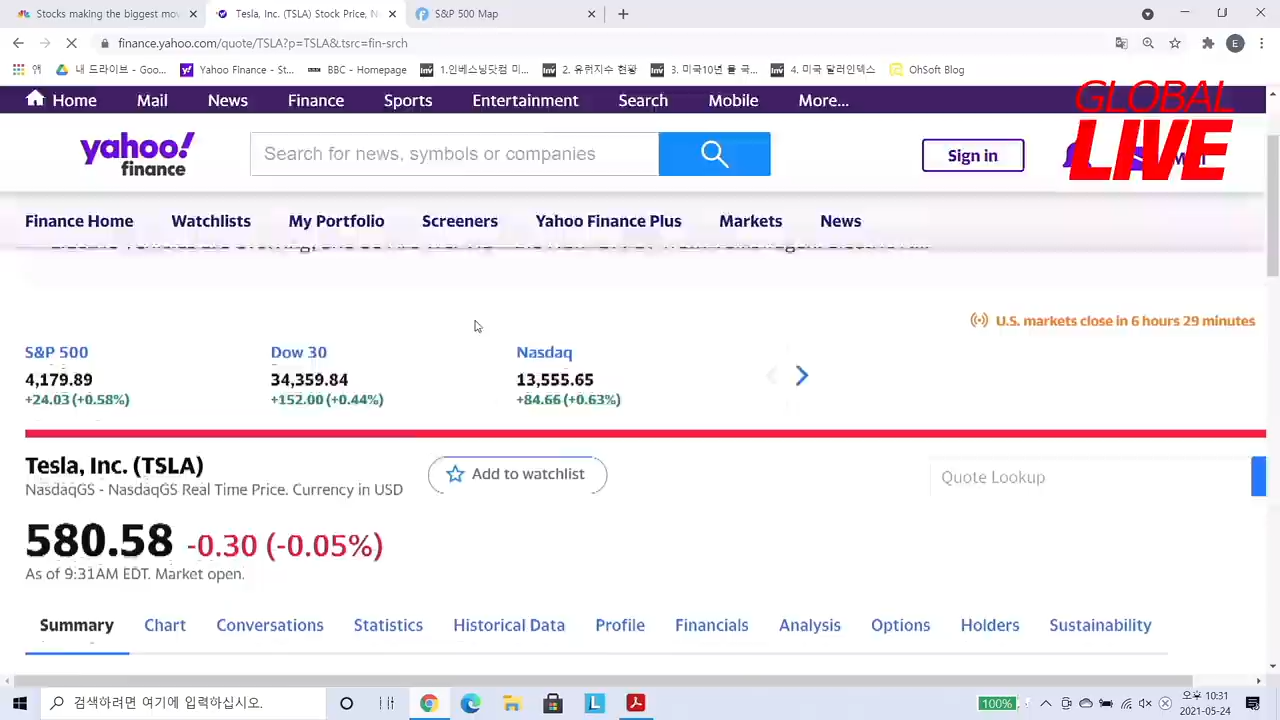 Stocks making the biggest mov
Tesla, Inc. (TSLA) Stock Price, N
S&P 500 Map
finance.yahoo.com/quote/TSLA?p=TSLA&tsrc=fin-srch
E
앱
내 드라이브 - Goo...
Yahoo Finance - St...
BBC - Homepage
1.인베스팅닷컴 미...
2. 유럽지수 현황
3. 미국10년 물 국...
4. 미국 달러인덱스
OhSoft Blog
Home Mail News Finance Sports Entertainment Search Mobile More...
GLOBAL
LIVE
yahoo!
finance
Search for news, symbols or companies
Sign in
Finance Home Watchlists My Portfolio Screeners Yahoo Finance Plus Markets News
U.S. markets close in 6 hours 29 minutes
S&P 500 Dow 30 Nasdaq
4,179.89 34,359.84 13,555.65
+24.03 (+0.58%) +152.00 (+0.44%) +84.66 (+0.63%)
Tesla, Inc. (TSLA)
Add to watchlist
Quote Lookup
NasdaqGS - NasdaqGS Real Time Price. Currency in USD
580.58 -0.30 (-0.05%)
As of 9:31AM EDT. Market open.
Summary Chart Conversations Statistics Historical Data Profile Financials Analysis Options Holders Sustainability
검색하려면 여기에 입력하십시오.
100%
오후 10:31
2021-05-24